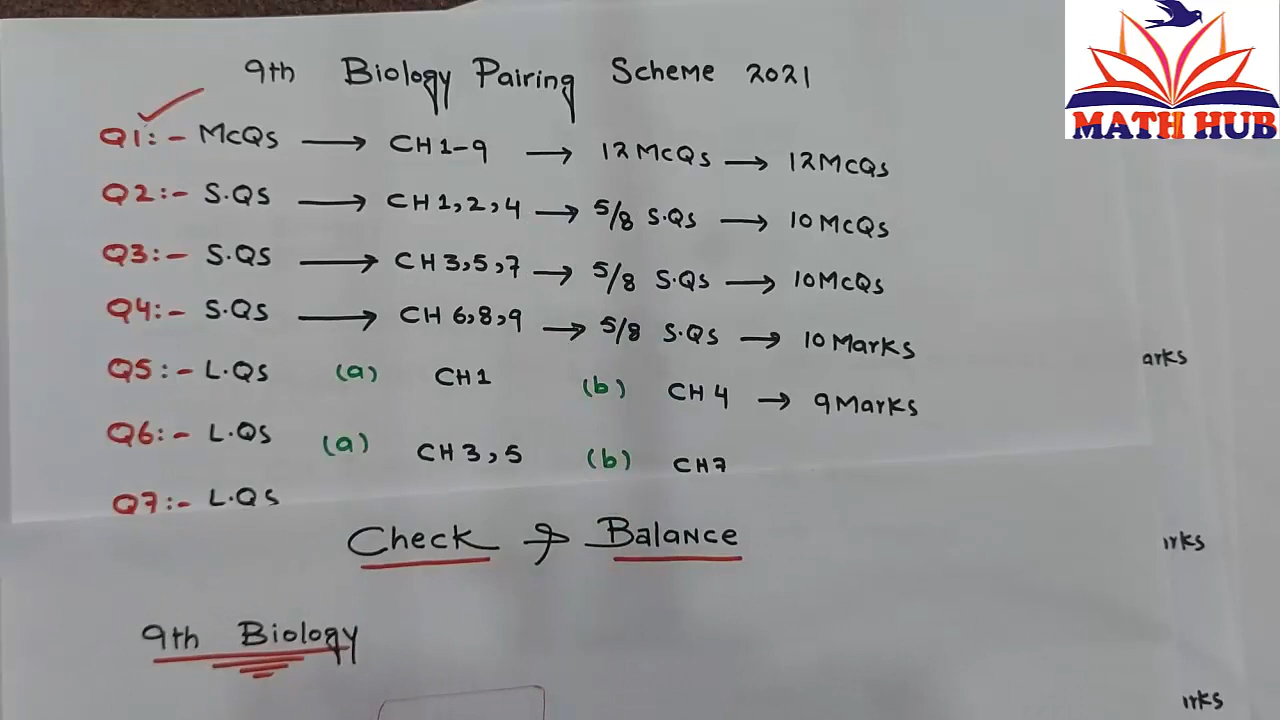 9th Biology Pairing Scheme 2021
MATH HUB
Q1:- McQs → CH 1-9 → 12 McQs → 12 McQs
Q2:- S.Qs → CH 1,2,4 → 5/8 S.Qs → 10 McQs
Q3:- S.Qs → CH 3,5,7 → 5/8 S.Qs → 10 McQs
Q4:- S.Qs → CH 6,8,9 → 5/8 S.Qs → 10 Marks
Q5:- L.Qs (a) CH 1 (b) CH 4 → 9 Marks
arks
Q6:- L.Qs (a) CH 3,5 (b) CH 7
Q7:- L.Qs
Check & Balance
rks
9th Biology
rks